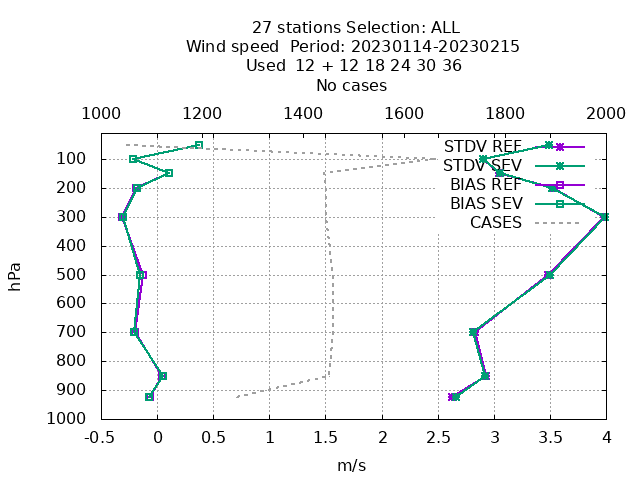 27 stations Selection: ALL
Wind speed  Period: 20230114-20230215
Used  12 + 12 18 24 30 36
No cases
1000 1200 1400 1600 1800 2000
STDV REF
STDV SEV
BIAS REF
BIAS SEV
CASES
hPa
100
200
300
400
500
600
700
800
900
1000
-0.5 0 0.5 1 1.5 2 2.5 3 3.5 4
m/s